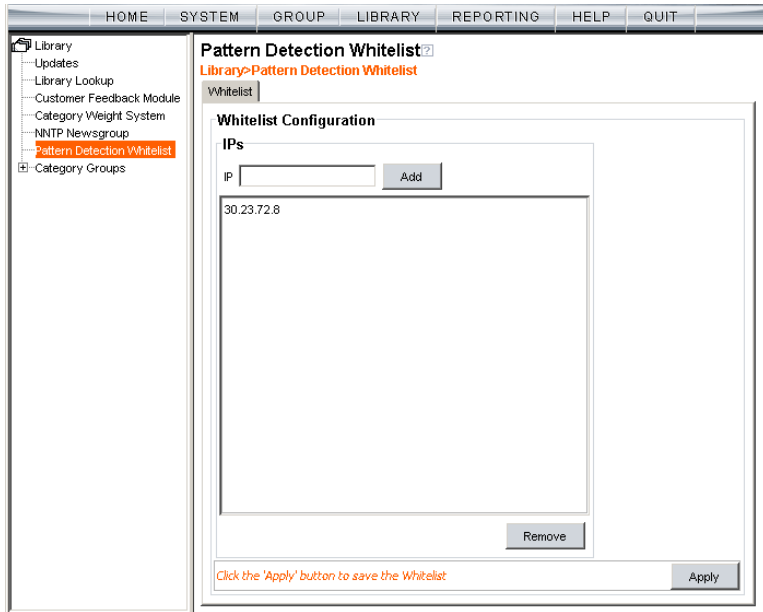 HOME SYSTEM GROUP LIBRARY REPORTING HELP QUIT
Library
Updates
Library Lookup
Customer Feedback Module
Category Weight System
NNTP Newsgroup
Pattern Detection Whitelist
Category Groups
Pattern Detection Whitelist?
Library>Pattern Detection Whitelist
Whitelist
Whitelist Configuration
IPs
IP Add
30.23.72.8
Remove
Click the 'Apply' button to save the Whitelist Apply